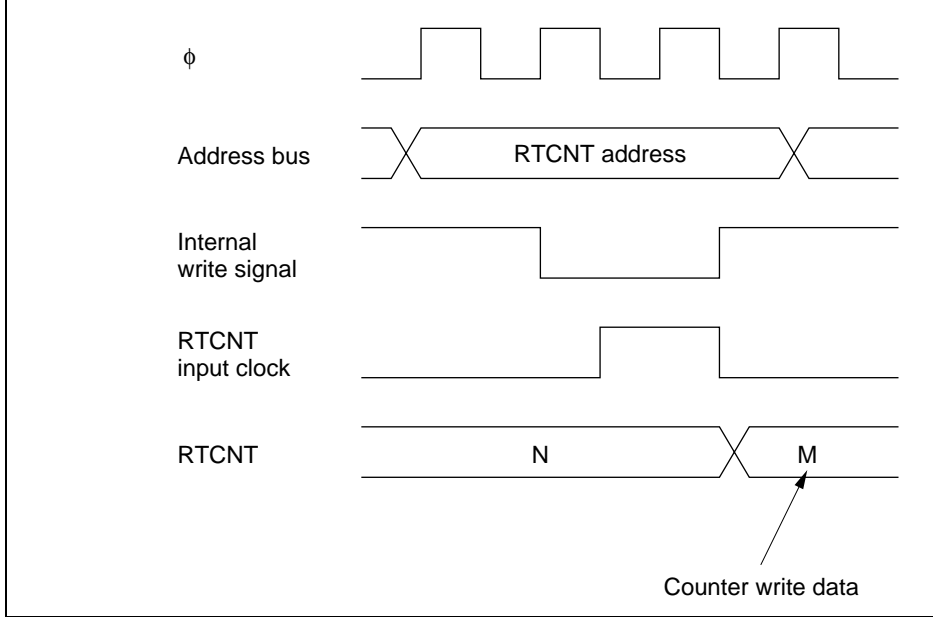 ϕ
Address bus
RTCNT address
Internal
write signal
RTCNT
input clock
RTCNT
N
M
Counter write data